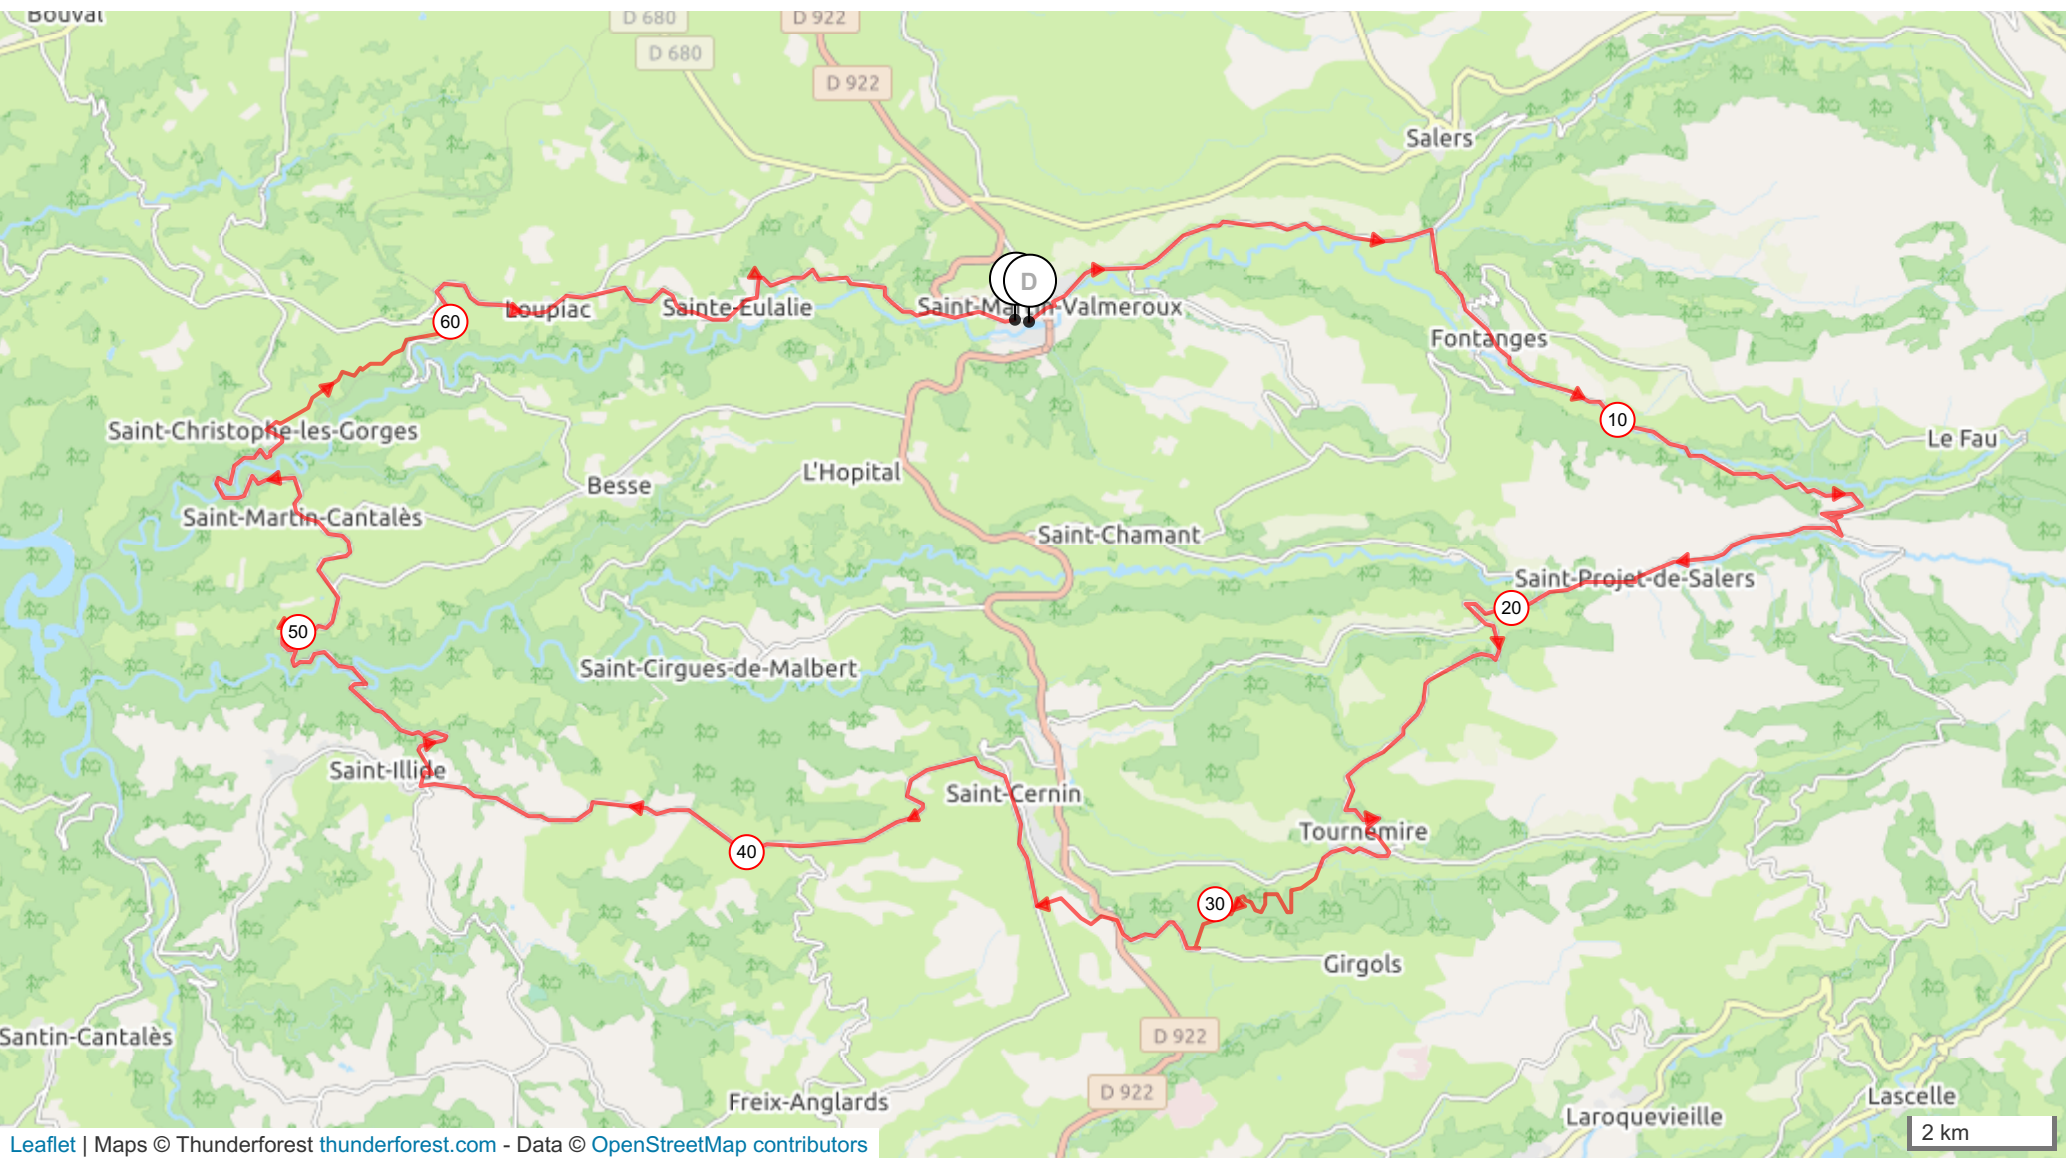 Bouval
D 680
D 922
D 680
D 922
Salers
D
Saint-Martin-Valmeroux
60
Loupiac
Sainte-Eulalie
Fontanges
10
Le Fau
Saint-Christophe-les-Gorges
L'Hopital
Besse
Saint-Martin-Cantalès
Saint-Chamant
Saint-Projet-de-Salers
20
50
Saint-Cirgues-de-Malbert
Saint-Illide
Saint-Cernin
Tournemire
40
30
Girgols
D 922
Santin-Cantalès
D 922
Freix-Anglards
Lascelle
Laroquevieille
2 km
Leaflet | Maps © Thunderforest thunderforest.com - Data © OpenStreetMap contributors